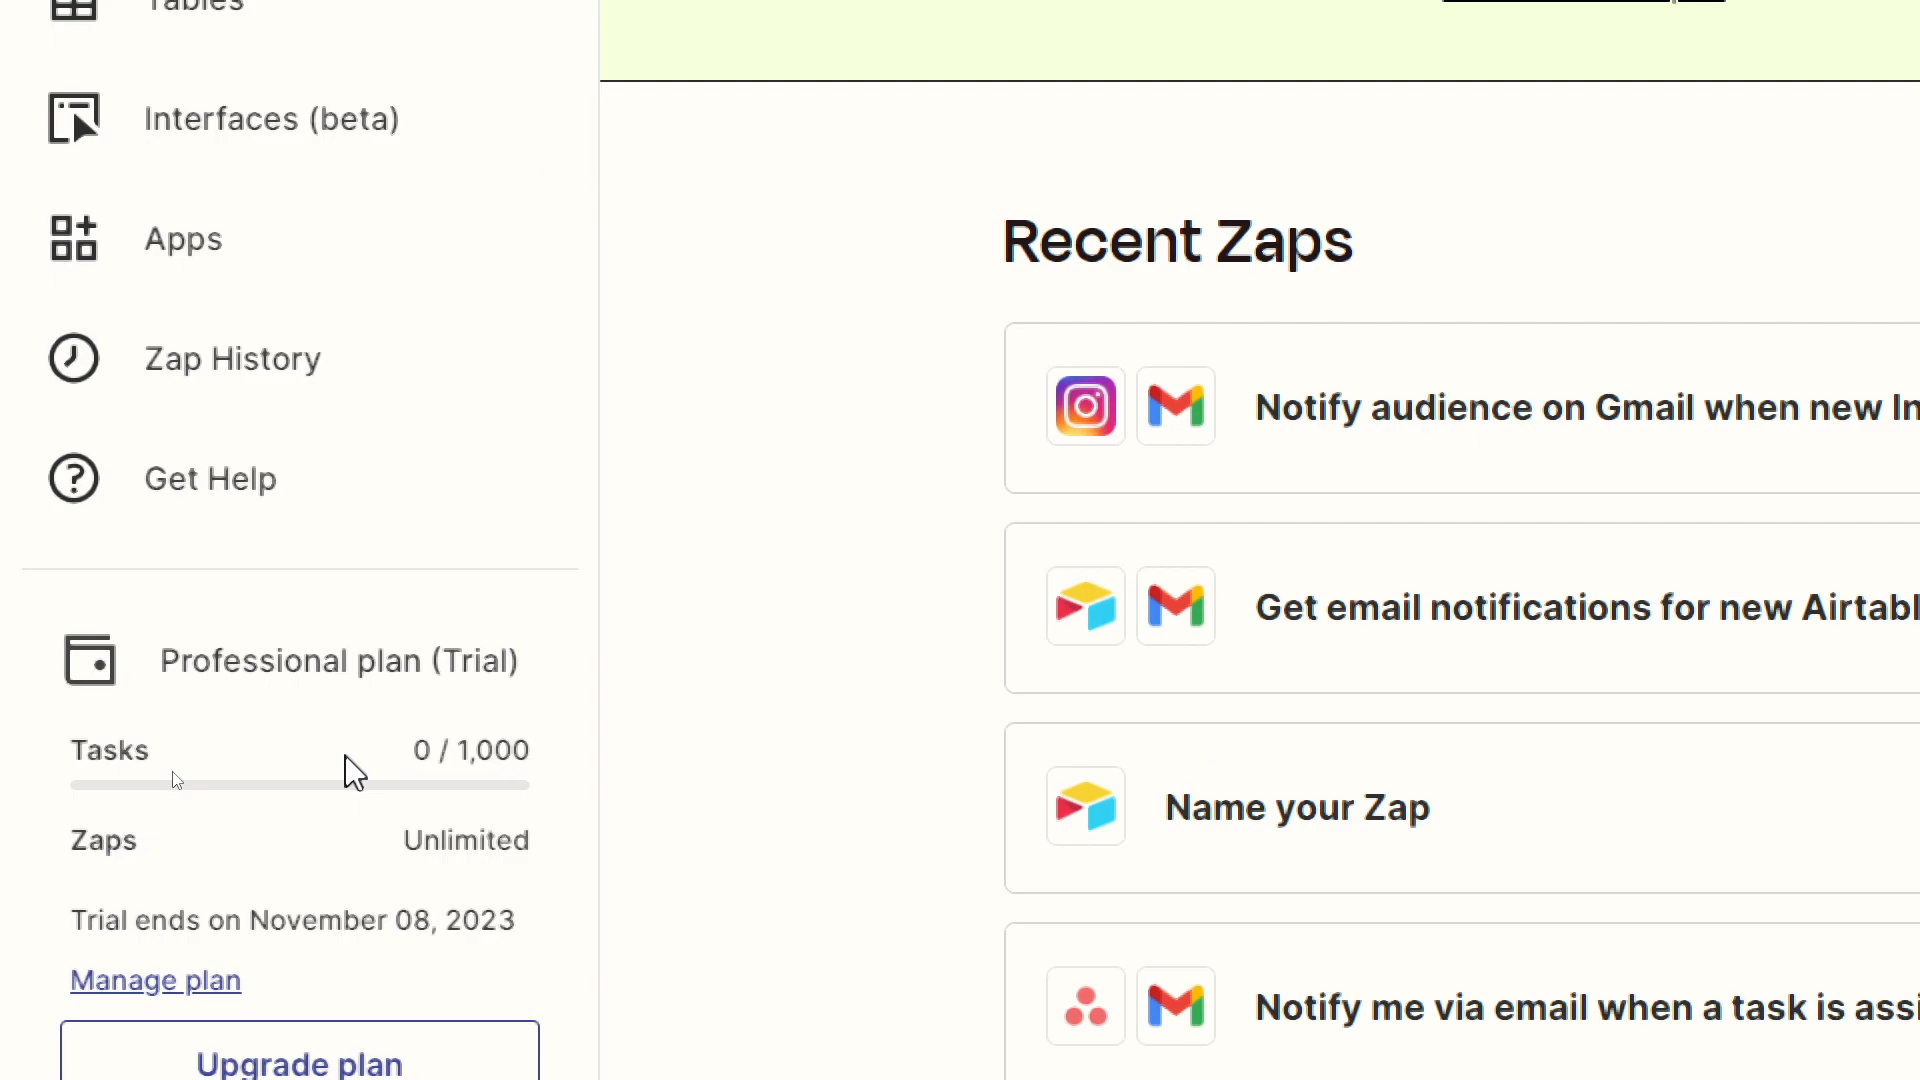 Tables
Interfaces (beta)
Apps
Zap History
Get Help
Professional plan (Trial)
Tasks 0 / 1,000
Zaps Unlimited
Trial ends on November 08, 2023
Manage plan
Upgrade plan
Recent Zaps
Notify audience on Gmail when new In
Get email notifications for new Airtabl
Name your Zap
Notify me via email when a task is assi